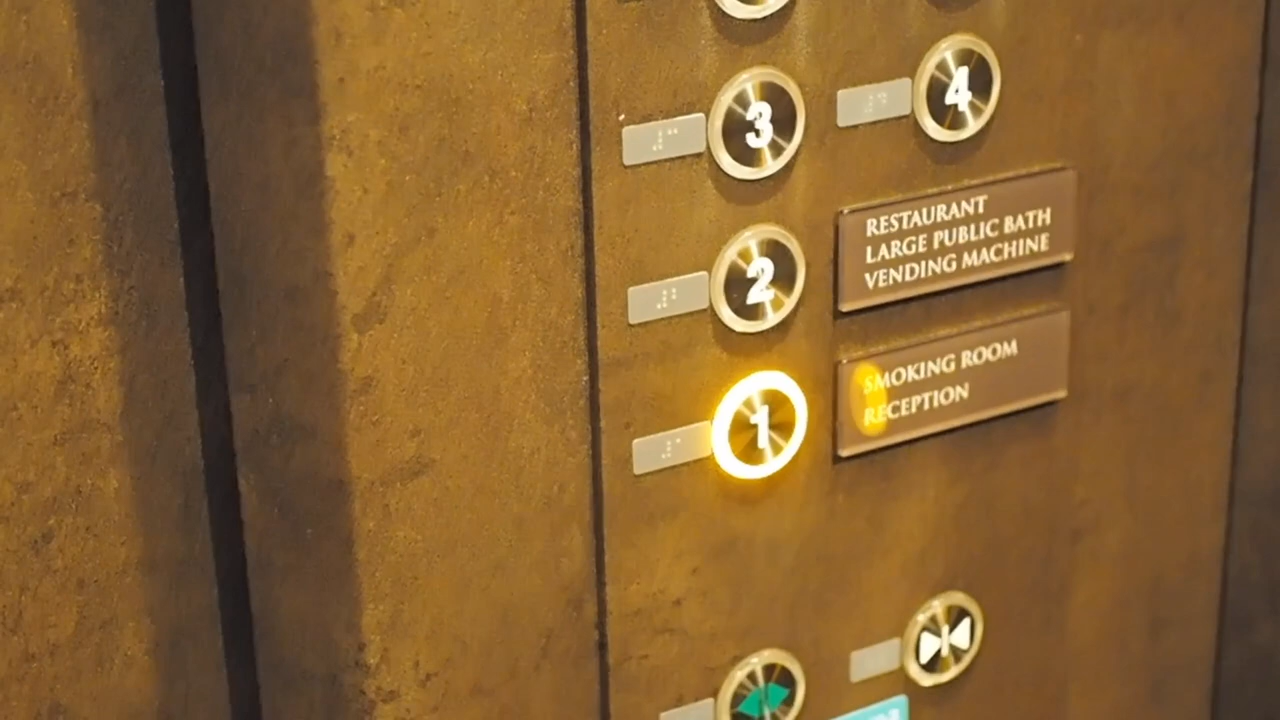 3
4
RESTAURANT
LARGE PUBLIC BATH
VENDING MACHINE
2
SMOKING ROOM
RECEPTION
1